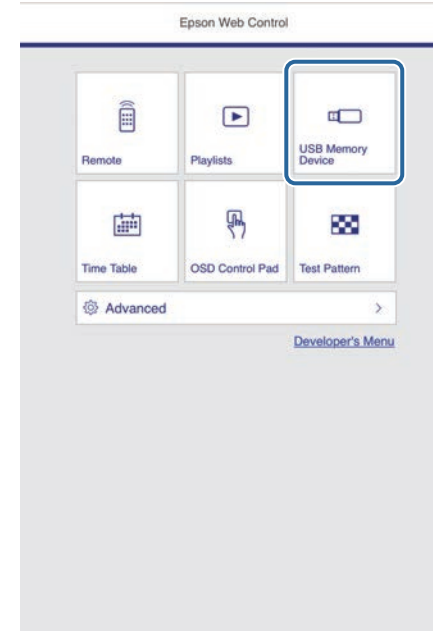 Epson Web Control
Remote
Playlists
USB Memory
Device
Time Table
OSD Control Pad
Test Pattern
Advanced
Developer's Menu